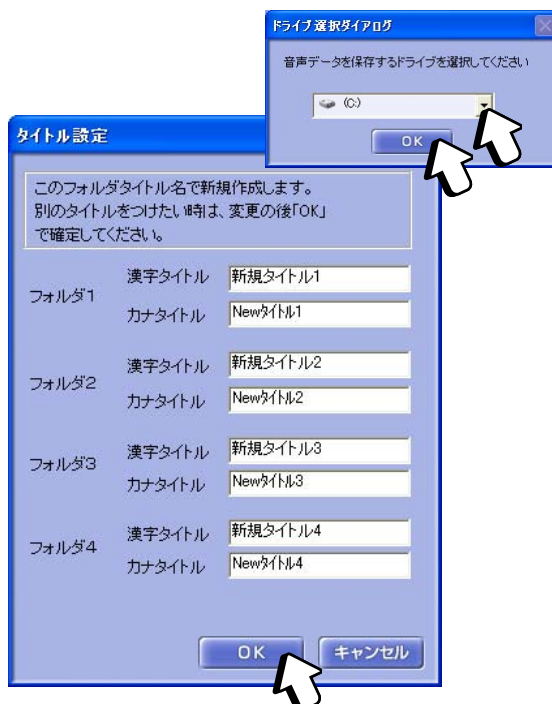 ドライブ選択ダイアログ
音声データを保存するドライブを選択してください
(C:)
OK
タイトル設定
このフォルダタイトル名で新規作成します。
別のタイトルをつけたい時は、変更の後「OK」
で確定してください。
フォルダ1
漢字タイトル 新規タイトル1
カナタイトル Newﾀｲﾄﾙ1
フォルダ2
漢字タイトル 新規タイトル2
カナタイトル Newﾀｲﾄﾙ2
フォルダ3
漢字タイトル 新規タイトル3
カナタイトル Newﾀｲﾄﾙ3
フォルダ4
漢字タイトル 新規タイトル4
カナタイトル Newﾀｲﾄﾙ4
OK キャンセル